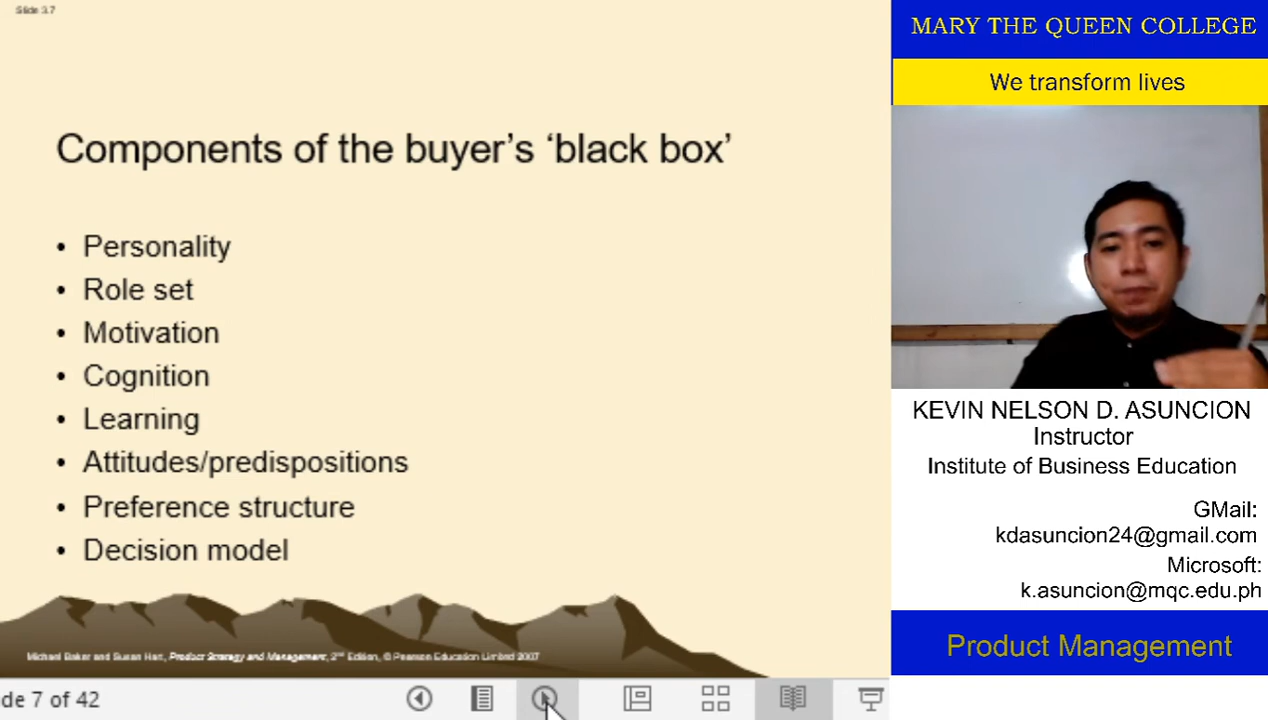 Slide 3.7
Components of the buyer's ‘black box’
• Personality
• Role set
• Motivation
• Cognition
• Learning
• Attitudes/predispositions
• Preference structure
• Decision model
Michael Baker and Susan Hart, Product Strategy and Management, 2nd Edition, © Pearson Education Limited 2007
de 7 of 42
MARY THE QUEEN COLLEGE
We transform lives
KEVIN NELSON D. ASUNCION
Instructor
Institute of Business Education
GMail:
kdasuncion24@gmail.com
Microsoft:
k.asuncion@mqc.edu.ph
Product Management